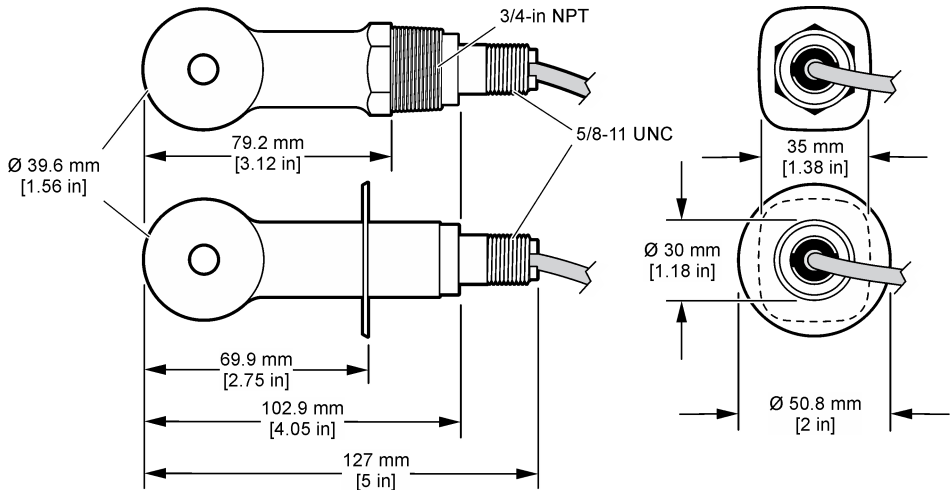 3/4-in NPT
79.2 mm
[3.12 in]
5/8-11 UNC
Ø 39.6 mm
[1.56 in]
35 mm
[1.38 in]
Ø 30 mm
[1.18 in]
69.9 mm
[2.75 in]
102.9 mm
[4.05 in]
Ø 50.8 mm
[2 in]
127 mm
[5 in]